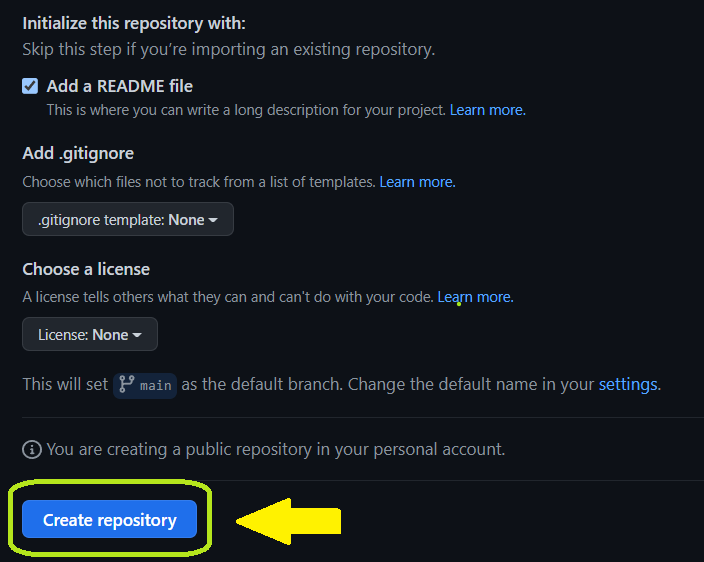 Initialize this repository with:
Skip this step if you’re importing an existing repository.
Add a README file
This is where you can write a long description for your project. Learn more.
Add .gitignore
Choose which files not to track from a list of templates. Learn more.
.gitignore template: None
Choose a license
A license tells others what they can and can't do with your code. Learn more.
License: None
This will set main as the default branch. Change the default name in your settings.
You are creating a public repository in your personal account.
Create repository